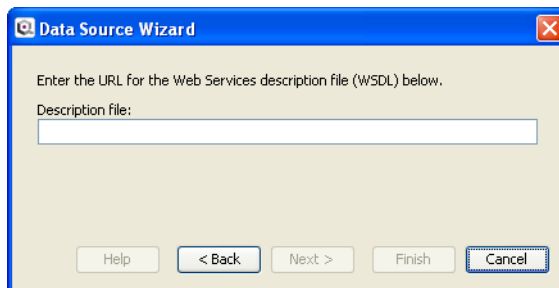 Data Source Wizard
Enter the URL for the Web Services description file (WSDL) below.
Description file:
Help < Back Next > Finish Cancel